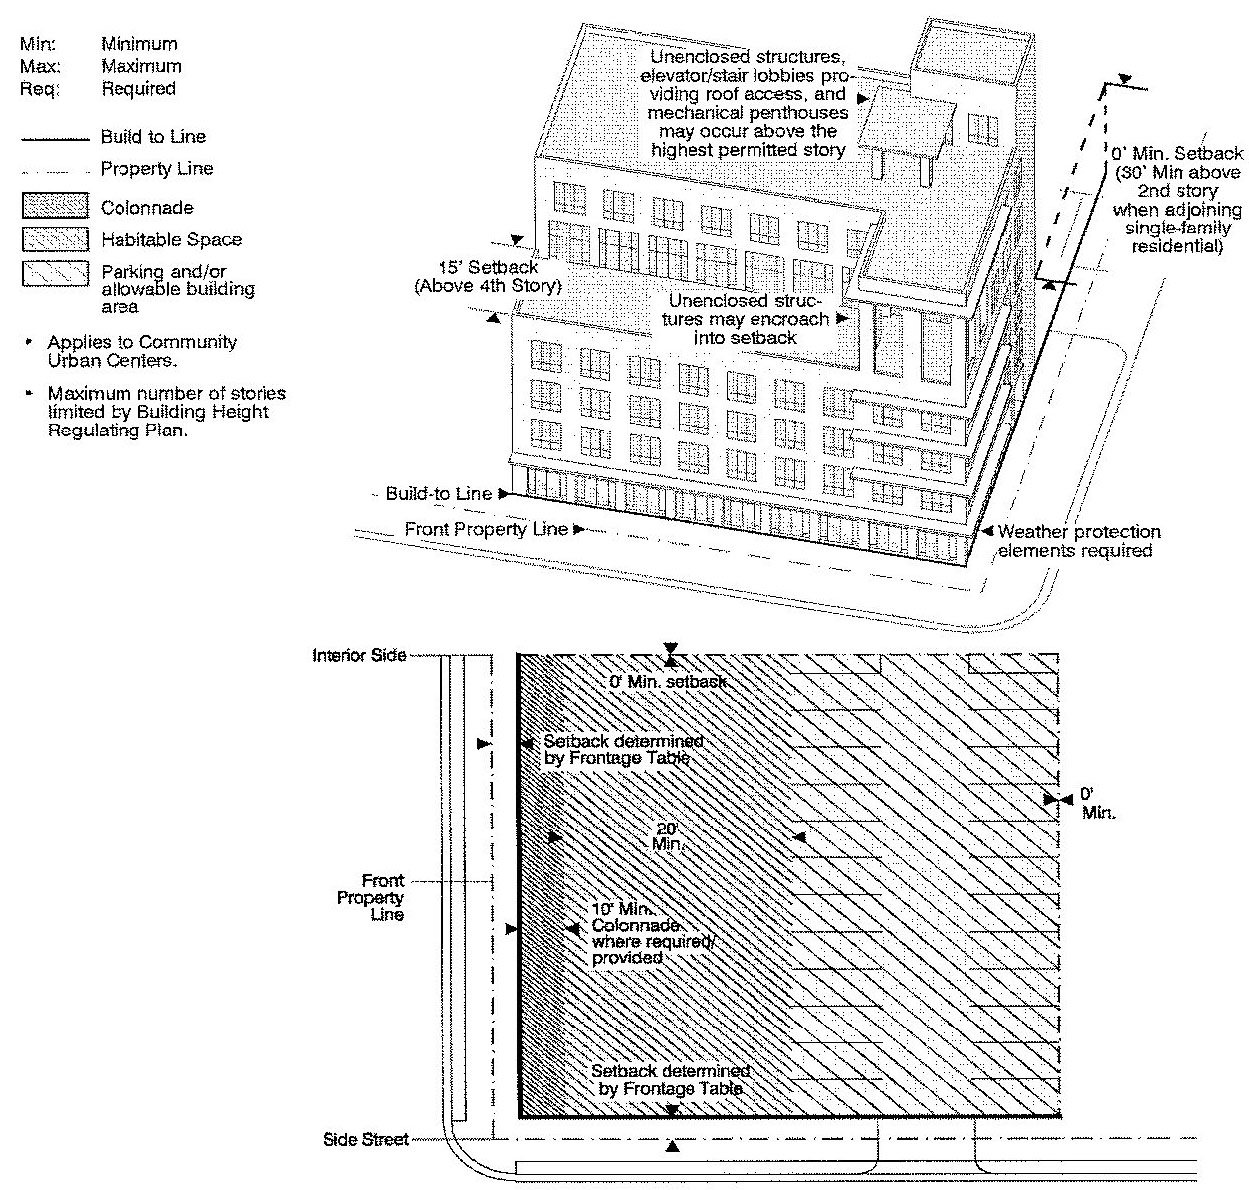 Min: Minimum
Max: Maximum
Req: Required
Build to Line
Property Line
Colonnade
Habitable Space
Parking and/or
allowable building
area
• Applies to Community
Urban Centers.
• Maximum number of stories
limited by Building Height
Regulating Plan.
Unenclosed structures,
elevator/stair lobbies pro-
viding roof access, and
mechanical penthouses
may occur above the
highest permitted story
0' Min. Setback
(30' Min above
2nd story
when adjoining
single-family
residential)
15' Setback
(Above 4th Story)
Unenclosed struc-
tures may encroach
into setback
Build-to Line
Front Property Line
Weather protection
elements required
Interior Side
0' Min. setback
Setback determined
by Frontage Table
0'
Min.
20'
Min.
Front
Property
Line
10' Min.
Colonnade
where required/
provided
Setback determined
by Frontage Table
Side Street